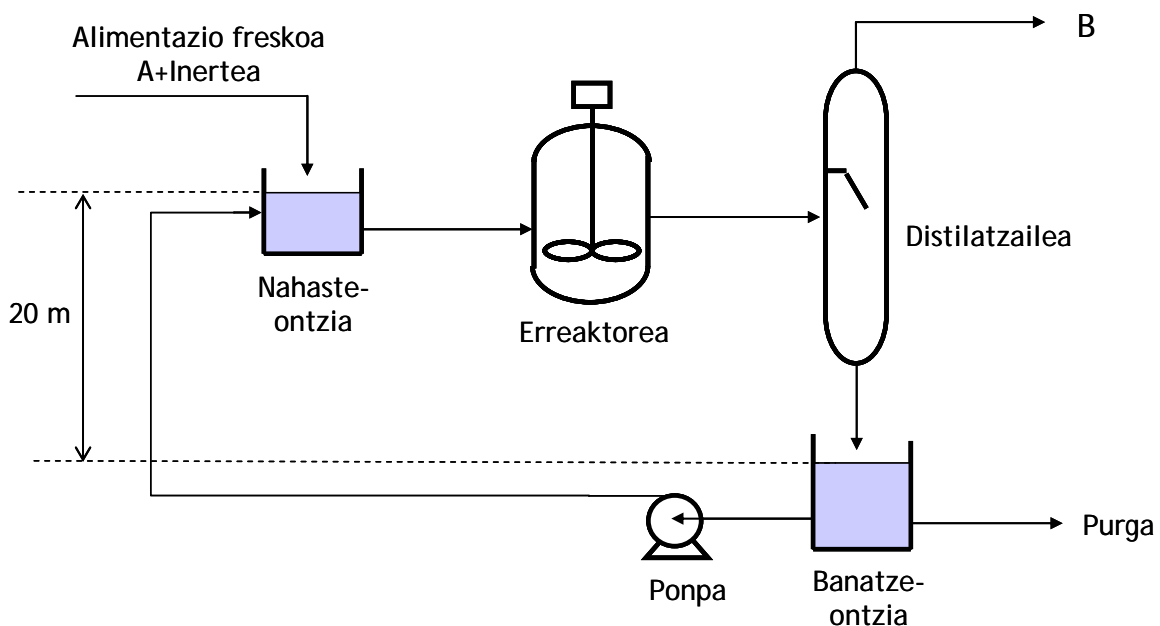 Alimentazio freskoa
A+Inertea
B
Distilatzailea
Nahaste-
ontzia
20 m
Erreaktorea
Purga
Ponpa
Banatze-
ontzia